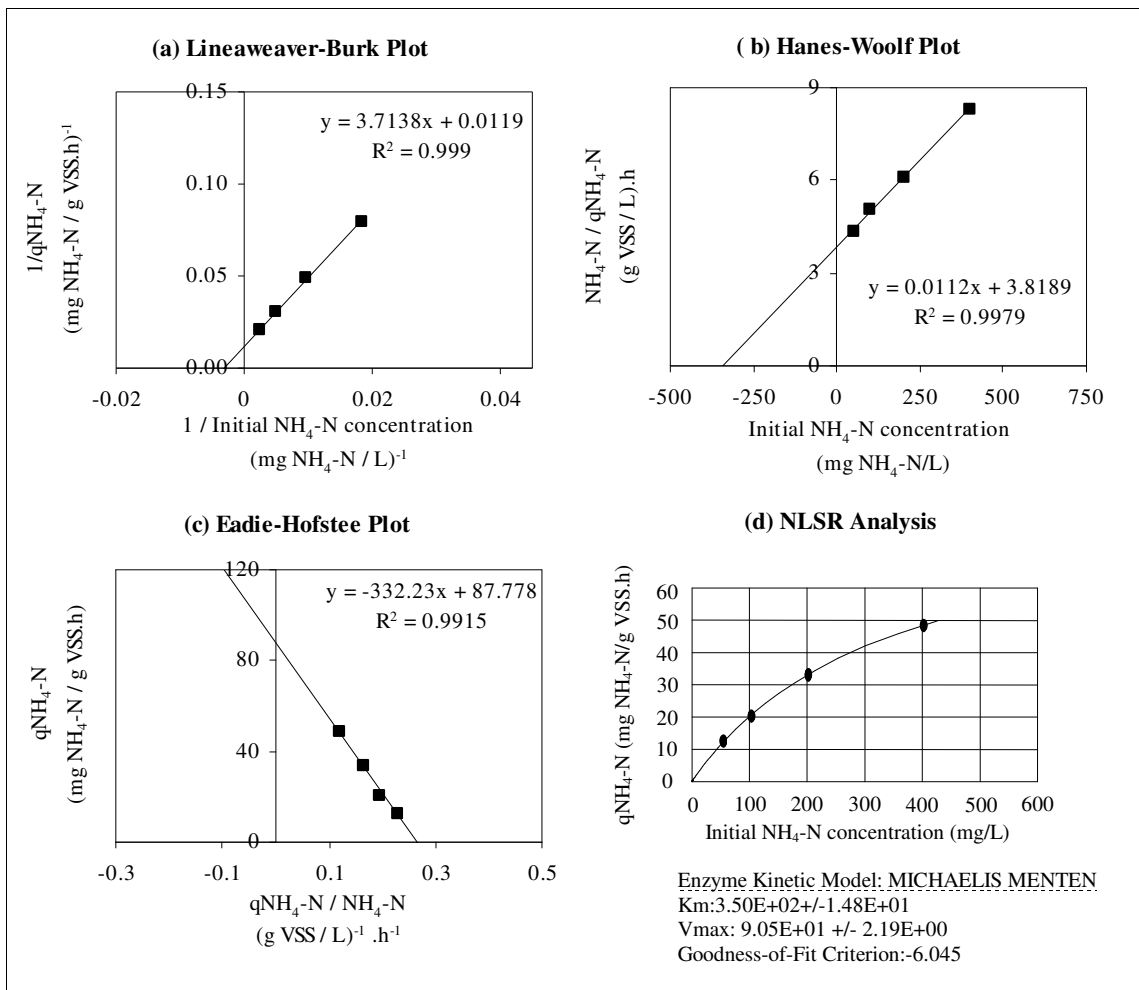 (a) Lineaweaver-Burk Plot
0.15
0.10
0.05
0.00
y = 3.7138x + 0.0119
R² = 0.999
1/qNH₄-N
(mg NH₄-N / g VSS.h)⁻¹
-0.02 0 0.02 0.04
1 / Initial NH₄-N concentration
(mg NH₄-N / L)⁻¹
( b) Hanes-Woolf Plot
9
6
3
0
y = 0.0112x + 3.8189
R² = 0.9979
NH₄-N / qNH₄-N
(g VSS / L).h
-500 -250 0 250 500 750
Initial NH₄-N concentration
(mg NH₄-N/L)
(c) Eadie-Hofstee Plot
120
80
40
0
y = -332.23x + 87.778
R² = 0.9915
qNH₄-N
(mg NH₄-N / g VSS.h)
-0.3 -0.1 0.1 0.3 0.5
qNH₄-N / NH₄-N
(g VSS / L)⁻¹ .h⁻¹
(d) NLSR Analysis
60
50
40
30
20
10
0
qNH₄-N (mg NH₄-N/g VSS.h)
0 100 200 300 400 500 600
Initial NH₄-N concentration (mg/L)
Enzyme Kinetic Model: MICHAELIS MENTEN
Km:3.50E+02+/-1.48E+01
Vmax: 9.05E+01 +/- 2.19E+00
Goodness-of-Fit Criterion:-6.045